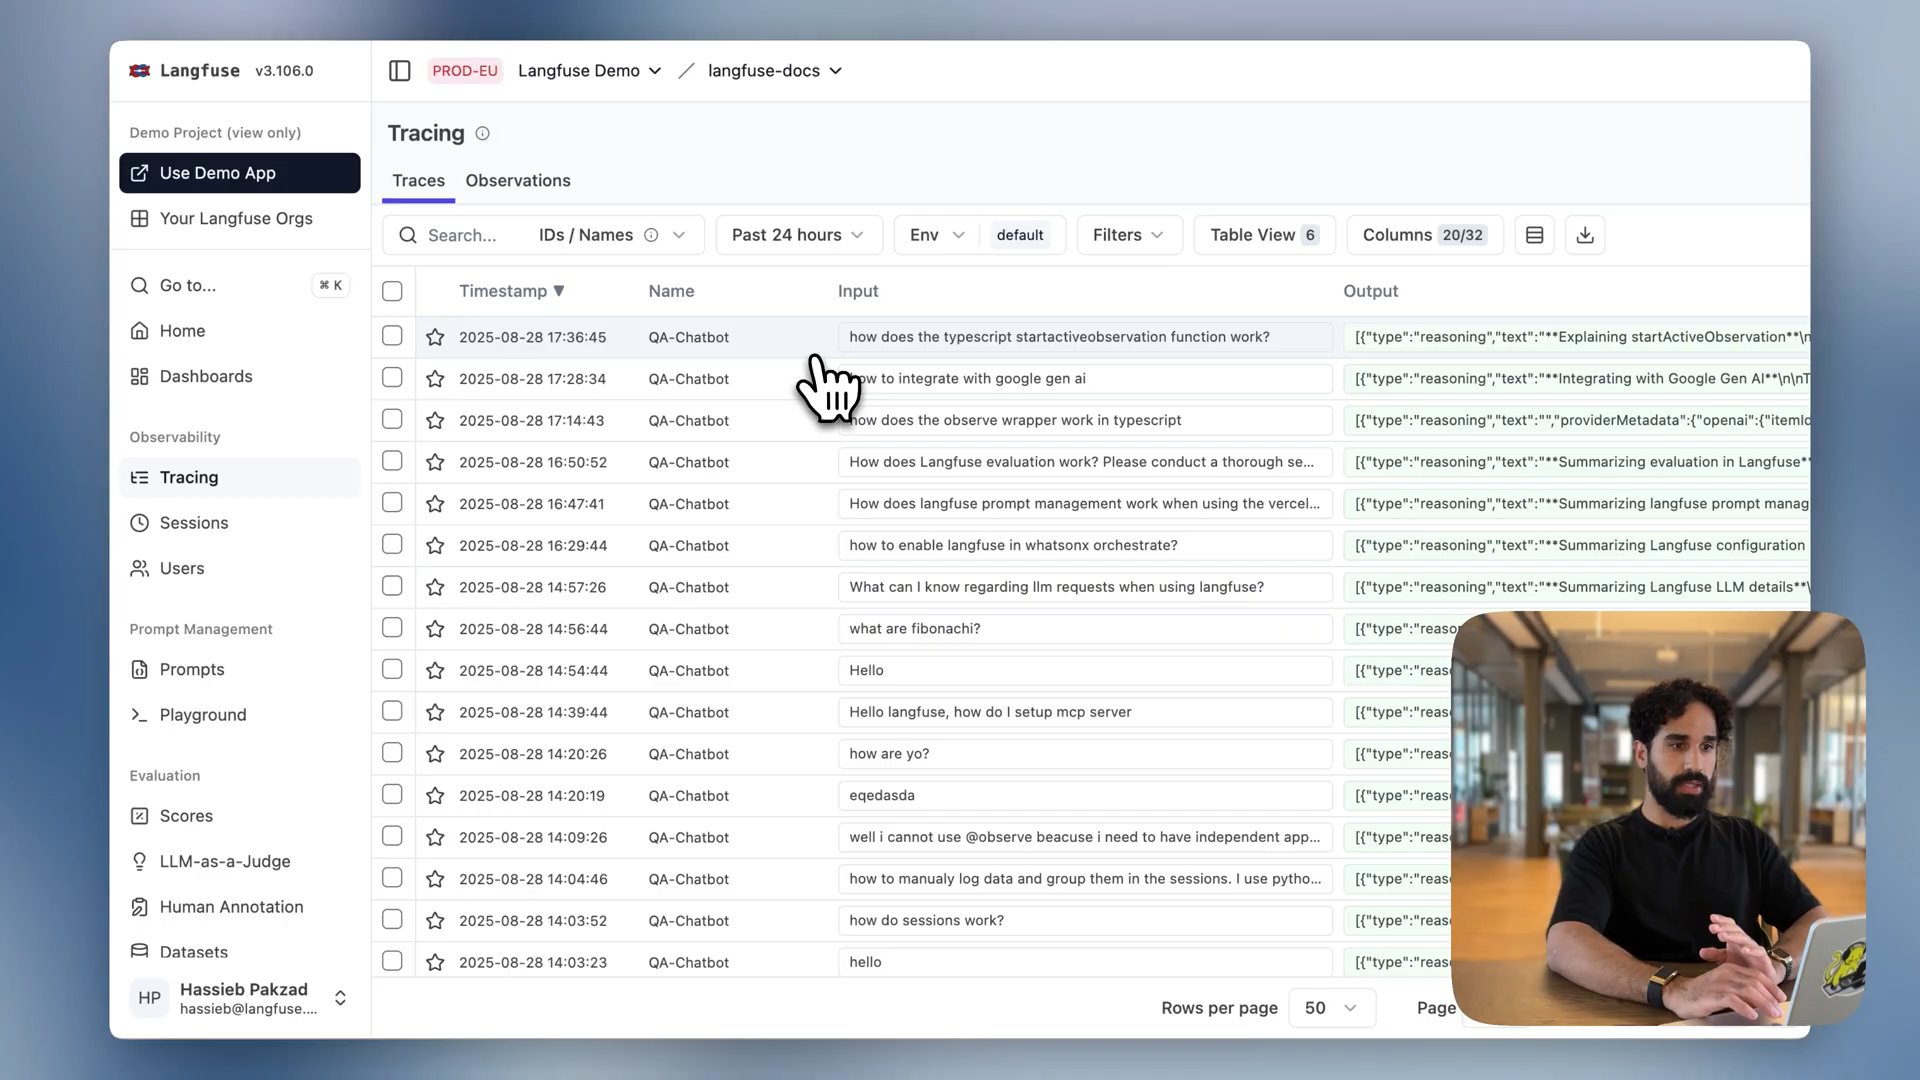 Langfuse v3.106.0
PROD-EU Langfuse Demo / langfuse-docs
Demo Project (view only)
Use Demo App
Your Langfuse Orgs
Go to... ⌘ K
Home
Dashboards
Observability
Tracing
Sessions
Users
Prompt Management
Prompts
Playground
Evaluation
Scores
LLM-as-a-Judge
Human Annotation
Datasets
HP Hassieb Pakzad
hassieb@langfuse....
Tracing
Traces Observations
Search... IDs / Names Past 24 hours Env default Filters Table View 6 Columns 20/32
Timestamp ▼ Name Input Output
2025-08-28 17:36:45 QA-Chatbot how does the typescript startactiveobservation function work? [{"type":"reasoning","text":"**Explaining startActiveObservation**\n
2025-08-28 17:28:34 QA-Chatbot how to integrate with google gen ai [{"type":"reasoning","text":"**Integrating with Google Gen AI**\n\nT
2025-08-28 17:14:43 QA-Chatbot how does the observe wrapper work in typescript [{"type":"reasoning","text":"","providerMetadata":{"openai":{"itemId
2025-08-28 16:50:52 QA-Chatbot How does Langfuse evaluation work? Please conduct a thorough se... [{"type":"reasoning","text":"**Summarizing evaluation in Langfuse*
2025-08-28 16:47:41 QA-Chatbot How does langfuse prompt management work when using the vercel... [{"type":"reasoning","text":"**Summarizing langfuse prompt manag
2025-08-28 16:29:44 QA-Chatbot how to enable langfuse in whatsonx orchestrate? [{"type":"reasoning","text":"**Summarizing Langfuse configuration
2025-08-28 14:57:26 QA-Chatbot What can I know regarding llm requests when using langfuse? [{"type":"reasoning","text":"**Summarizing Langfuse LLM details**\
2025-08-28 14:56:44 QA-Chatbot what are fibonachi? [{"type":"reaso
2025-08-28 14:54:44 QA-Chatbot Hello [{"type":"reas
2025-08-28 14:39:44 QA-Chatbot Hello langfuse, how do I setup mcp server [{"type":"reas
2025-08-28 14:20:26 QA-Chatbot how are yo? [{"type":"reas
2025-08-28 14:20:19 QA-Chatbot eqedasda [{"type":"reas
2025-08-28 14:09:26 QA-Chatbot well i cannot use @observe beacuse i need to have independent app... [{"type":"reas
2025-08-28 14:04:46 QA-Chatbot how to manualy log data and group them in the sessions. I use pytho... [{"type":"reas
2025-08-28 14:03:52 QA-Chatbot how do sessions work? [{"type":"reas
2025-08-28 14:03:23 QA-Chatbot hello [{"type":"reas
Rows per page 50 Page